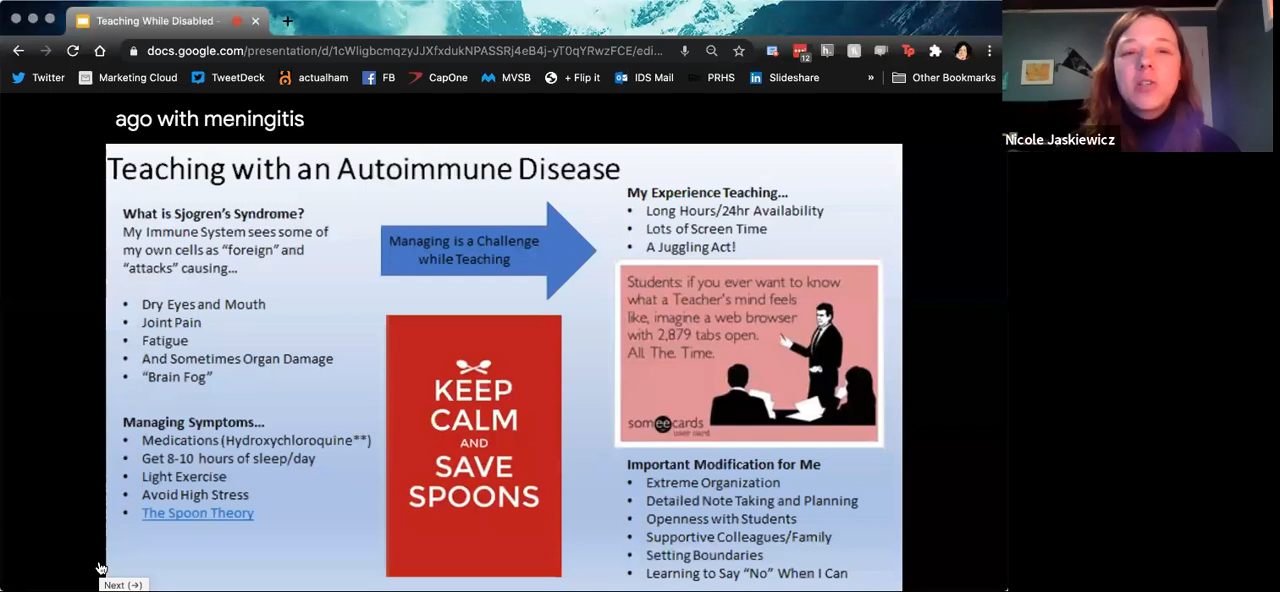 Teaching While Disabled -
docs.google.com/presentation/d/1cWligbcmqzyJJXfxdukNPASSRj4eB4j-yT0qYRwzFCE/edi...
12
Twitter
Marketing Cloud
TweetDeck
actualham
FB
CapOne
MVSB
+ Flip it
IDS Mail
PRHS
Slideshare
»
Other Bookmarks
Nicole Jaskiewicz
ago with meningitis
Teaching with an Autoimmune Disease
What is Sjogren's Syndrome?
My Immune System sees some of
my own cells as "foreign" and
"attacks" causing...
• Dry Eyes and Mouth
• Joint Pain
• Fatigue
• And Sometimes Organ Damage
• "Brain Fog"
Managing Symptoms...
• Medications (Hydroxychloroquine**)
• Get 8-10 hours of sleep/day
• Light Exercise
• Avoid High Stress
• The Spoon Theory
Managing is a Challenge
while Teaching
KEEP
CALM
AND
SAVE
SPOONS
My Experience Teaching...
• Long Hours/24hr Availability
• Lots of Screen Time
• A Juggling Act!
Students: if you ever want to know
what a Teacher's mind feels
like, imagine a web browser
with 2,879 tabs open.
All. The. Time.
someecards
user card
Important Modification for Me
• Extreme Organization
• Detailed Note Taking and Planning
• Openness with Students
• Supportive Colleagues/Family
• Setting Boundaries
• Learning to Say "No" When I Can
Next (→)